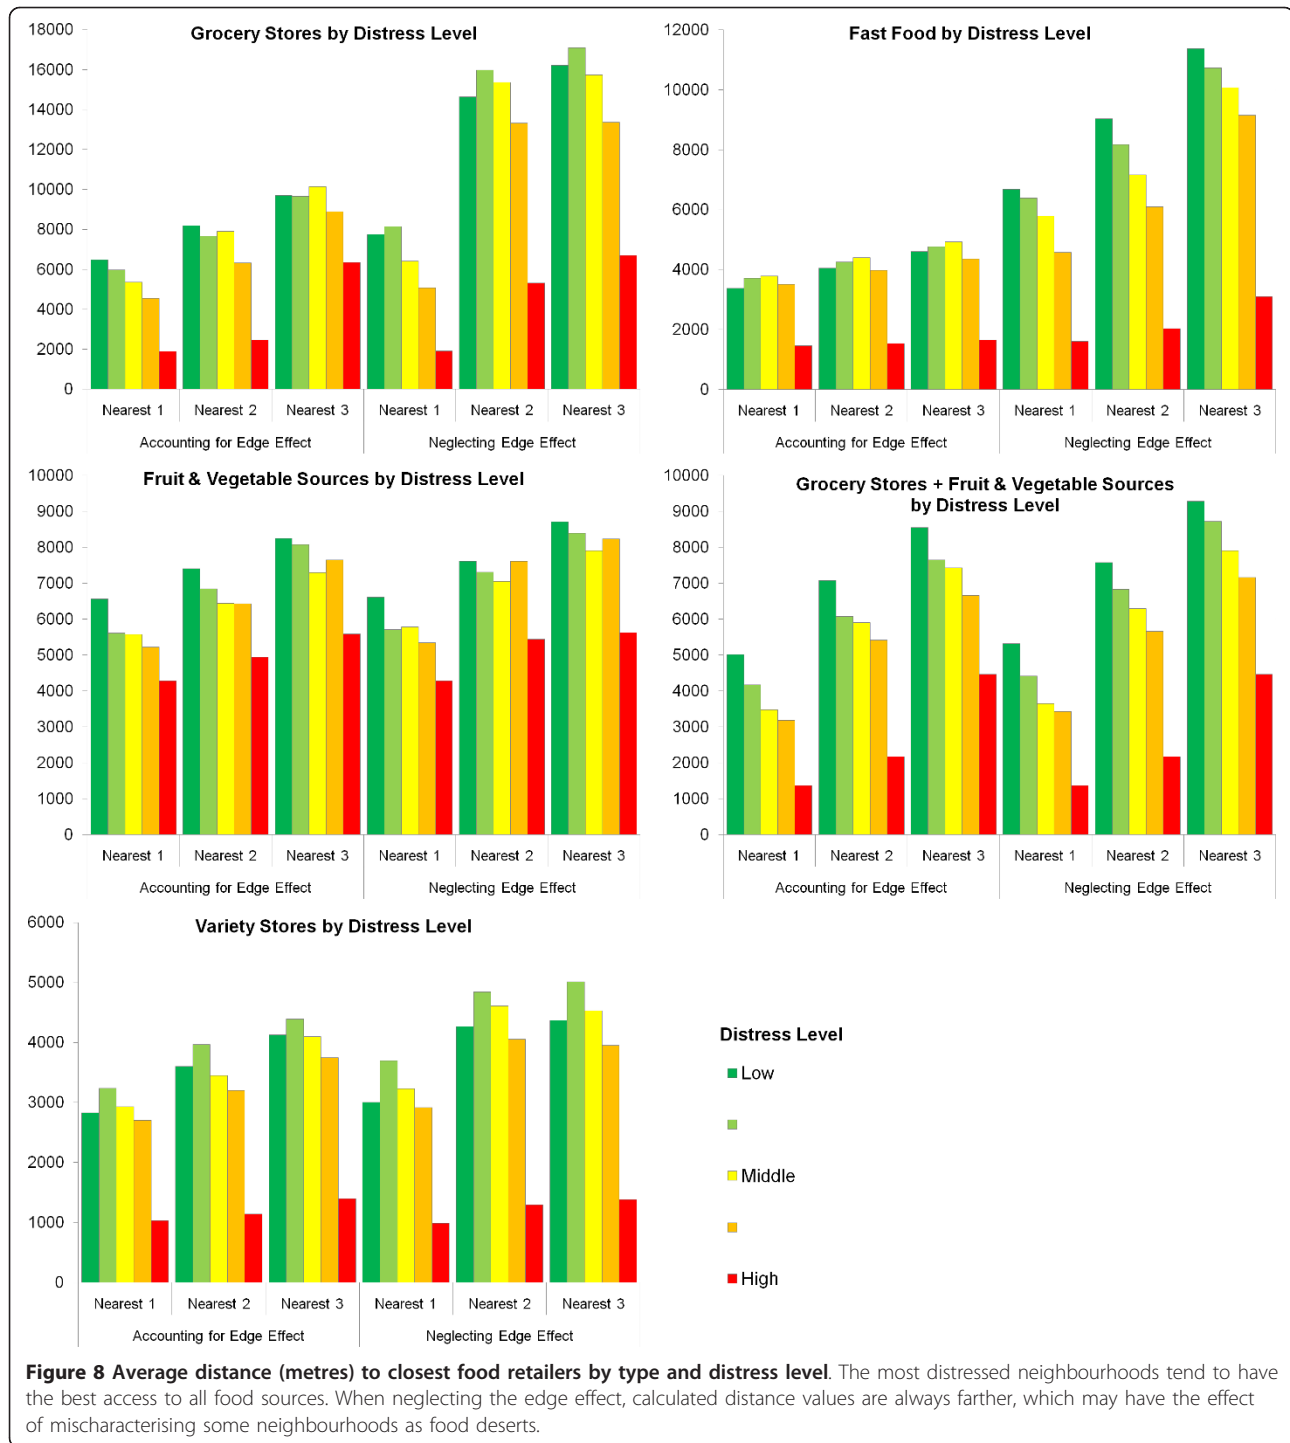 Grocery Stores by Distress Level
18000
16000
14000
12000
10000
8000
6000
4000
2000
0
Nearest 1 Nearest 2 Nearest 3 Nearest 1 Nearest 2 Nearest 3
Accounting for Edge Effect Neglecting Edge Effect
Fast Food by Distress Level
12000
10000
8000
6000
4000
2000
0
Nearest 1 Nearest 2 Nearest 3 Nearest 1 Nearest 2 Nearest 3
Accounting for Edge Effect Neglecting Edge Effect
Fruit & Vegetable Sources by Distress Level
10000
9000
8000
7000
6000
5000
4000
3000
2000
1000
0
Nearest 1 Nearest 2 Nearest 3 Nearest 1 Nearest 2 Nearest 3
Accounting for Edge Effect Neglecting Edge Effect
Grocery Stores + Fruit & Vegetable Sources
by Distress Level
10000
9000
8000
7000
6000
5000
4000
3000
2000
1000
0
Nearest 1 Nearest 2 Nearest 3 Nearest 1 Nearest 2 Nearest 3
Accounting for Edge Effect Neglecting Edge Effect
Variety Stores by Distress Level
6000
5000
4000
3000
2000
1000
0
Nearest 1 Nearest 2 Nearest 3 Nearest 1 Nearest 2 Nearest 3
Accounting for Edge Effect Neglecting Edge Effect
Distress Level
Low
Middle
High
Figure 8 Average distance (metres) to closest food retailers by type and distress level. The most distressed neighbourhoods tend to have
the best access to all food sources. When neglecting the edge effect, calculated distance values are always farther, which may have the effect
of mischaracterising some neighbourhoods as food deserts.